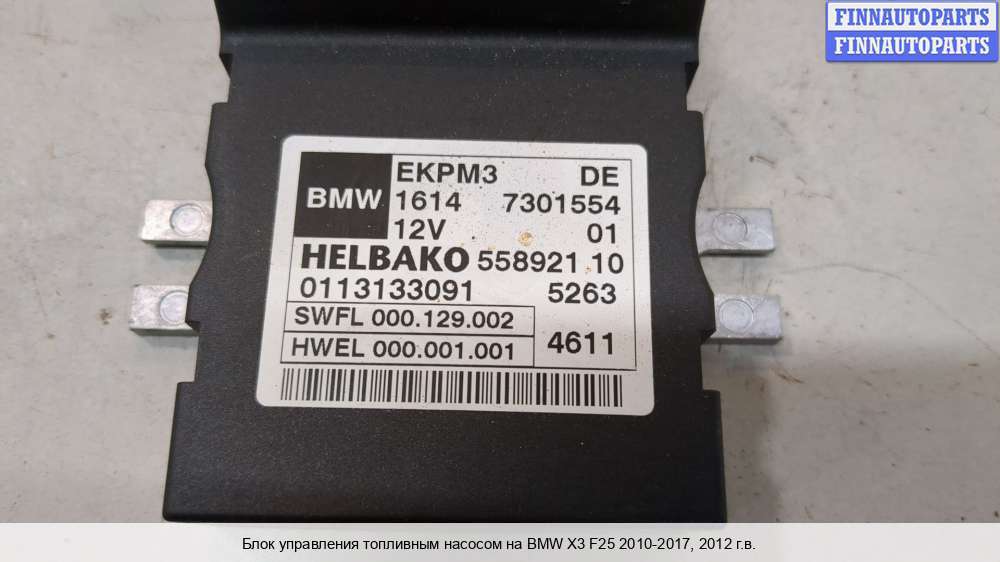 FINNAUTOPARTS
FINNAUTOPARTS
BMW
EKPM3 DE
1614 7301554
12V 01
HELBAKO 558921 10
0113133091 5263
SWFL 000.129.002
HWEL 000.001.001
4611
Блок управления топливным насосом на BMW X3 F25 2010-2017, 2012 г.в.